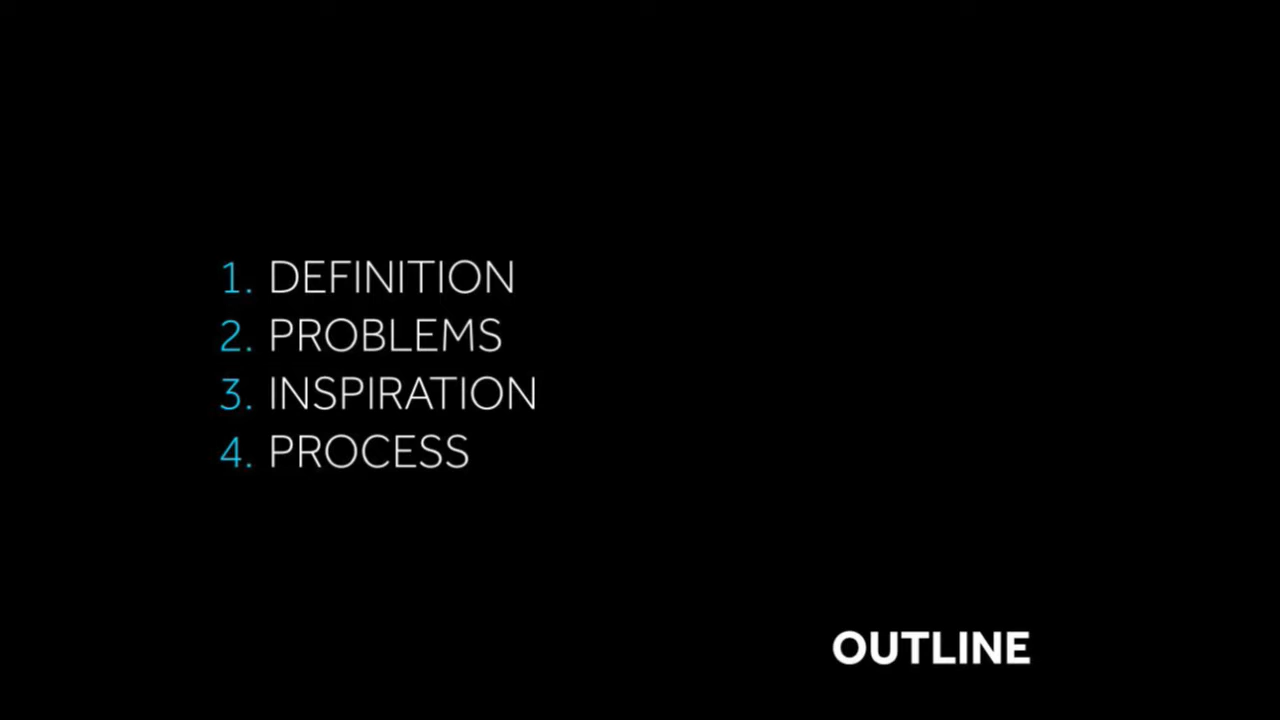 1. DEFINITION
2. PROBLEMS
3. INSPIRATION
4. PROCESS
OUTLINE